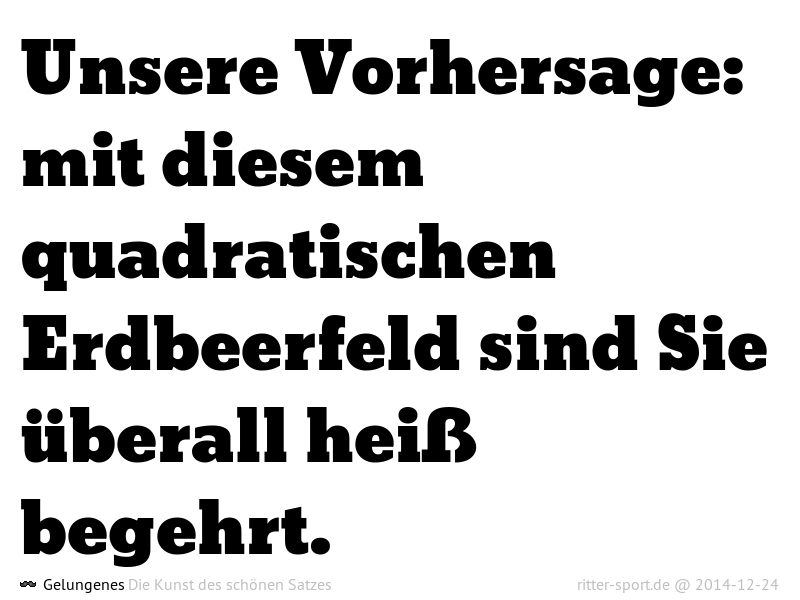 Unsere Vorhersage:
mit diesem
quadratischen
Erdbeerfeld sind Sie
überall heiß
begehrt.
Gelungenes Die Kunst des schönen Satzes
ritter-sport.de @ 2014-12-24